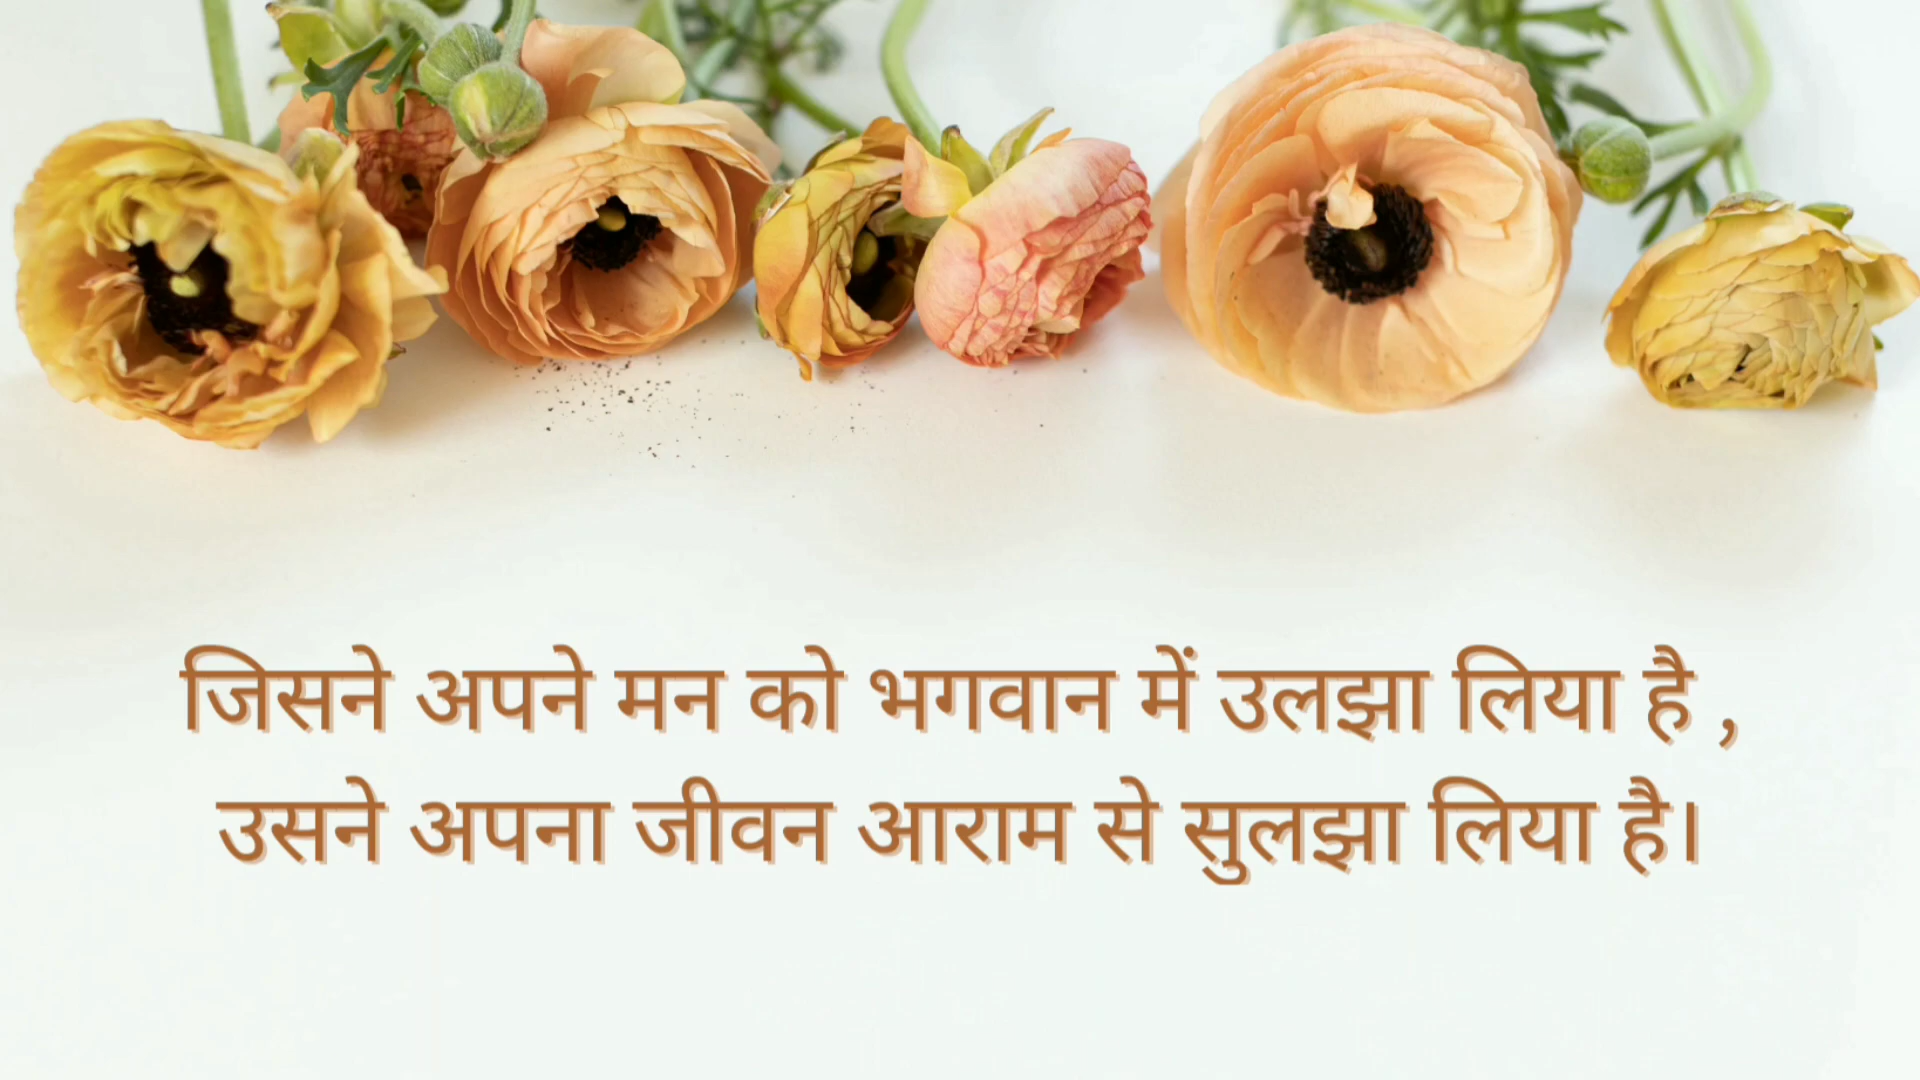 जिसने अपने मन को भगवान में उलझा लिया है ,
उसने अपना जीवन आराम से सुलझा लिया है।